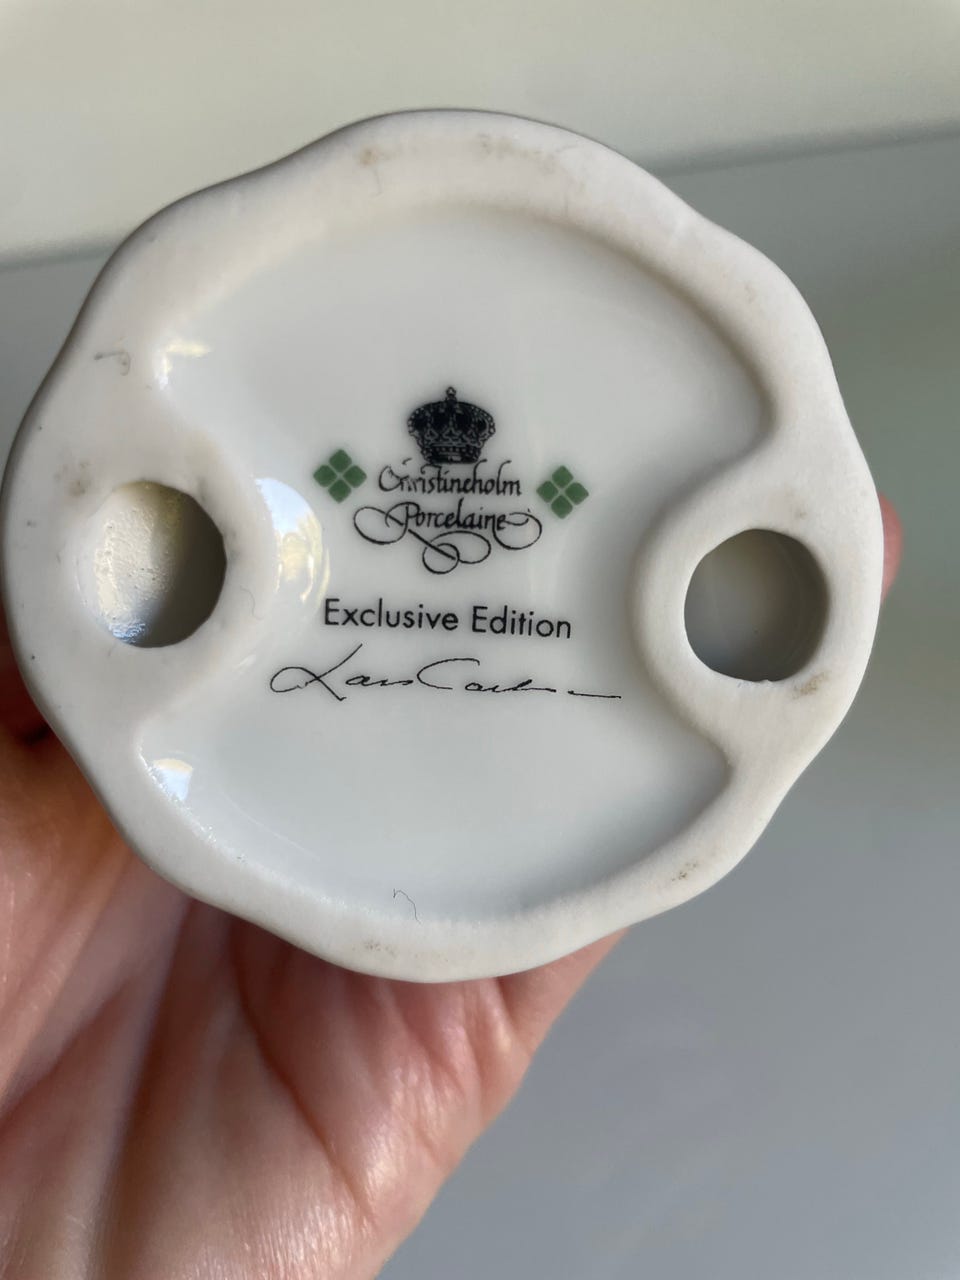 Christineholm
Porcelaine
Exclusive Edition